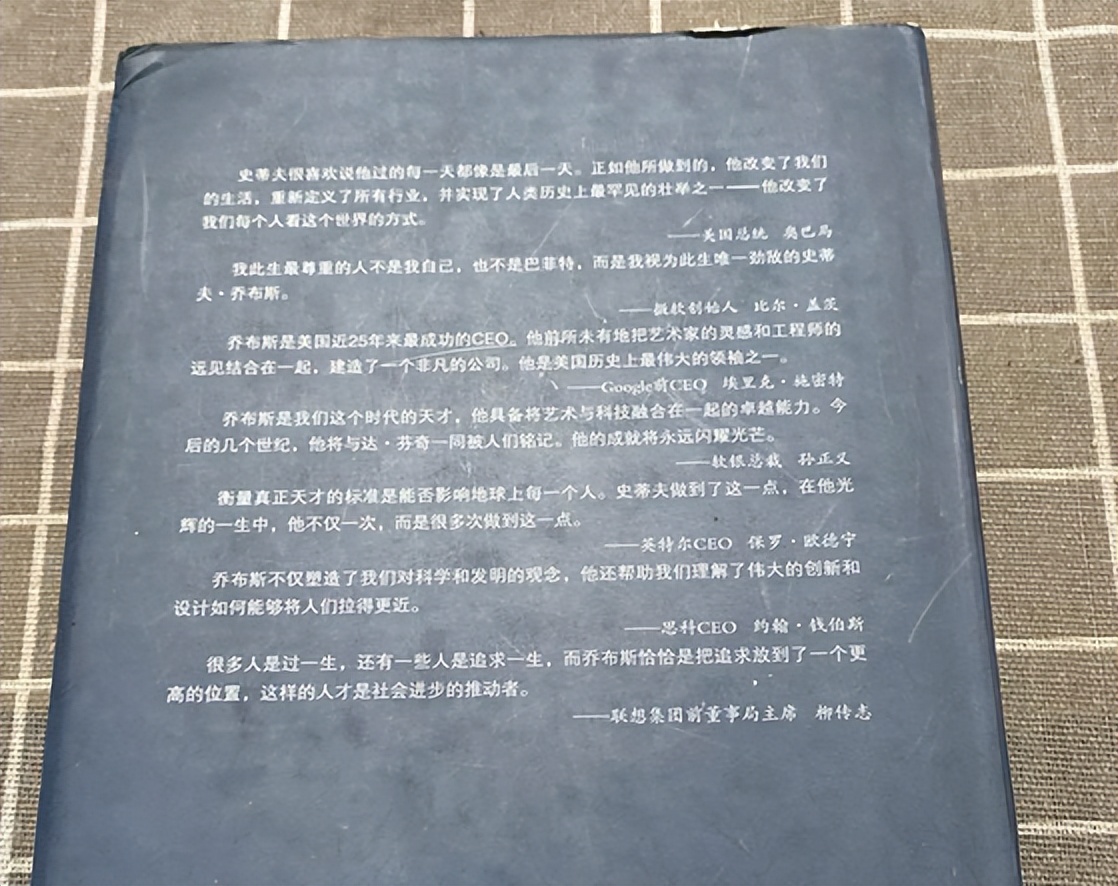 史蒂夫很喜欢说他过的每一天都像是最后一天。正如他所做到的，他改变了我们
的生活，重新定义了所有行业，并实现了人类历史上最罕见的壮举之一——他改变了
我们每个人看这个世界的方式。
——美国总统 奥巴马
我此生最尊重的人不是我自己，也不是巴菲特，而是我视为此生唯一劲敌的史蒂
夫·乔布斯。
——微软创始人 比尔·盖茨
乔布斯是美国近25年来最成功的CEO。他前所未有地把艺术家的灵感和工程师的
远见结合在一起，建造了一个非凡的公司。他是美国历史上最伟大的领袖之一。
——Google前CEO 埃里克·施密特
乔布斯是我们这个时代的天才，他具备将艺术与科技融合在一起的卓越能力。今
后的几个世纪，他将与达·芬奇一同被人们铭记。他的成就将永远闪耀光芒。
——软银总裁 孙正义
衡量真正天才的标准是能否影响地球上每一个人。史蒂夫做到了这一点，在他光
辉的一生中，他不仅一次，而是很多次做到这一点。
——英特尔CEO 保罗·欧德宁
乔布斯不仅塑造了我们对科学和发明的观念，他还帮助我们理解了伟大的创新和
设计如何能够将人们拉得更近。
——思科CEO 约翰·钱伯斯
很多人是过一生，还有一些人是追求一生，而乔布斯恰恰是把追求放到了一个更
高的位置，这样的人才是社会进步的推动者。
——联想集团前董事局主席 柳传志